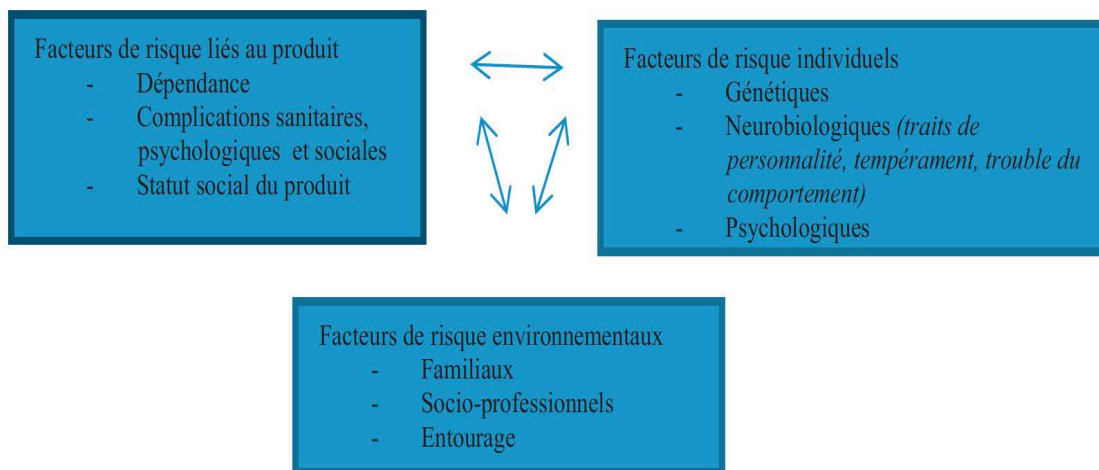 Facteurs de risque liés au produit
- Dépendance
- Complications sanitaires,
psychologiques et sociales
- Statut social du produit
Facteurs de risque individuels
- Génétiques
- Neurobiologiques (traits de
personnalité, tempérament, trouble du
comportement)
- Psychologiques
Facteurs de risque environnementaux
- Familiaux
- Socio-professionnels
- Entourage